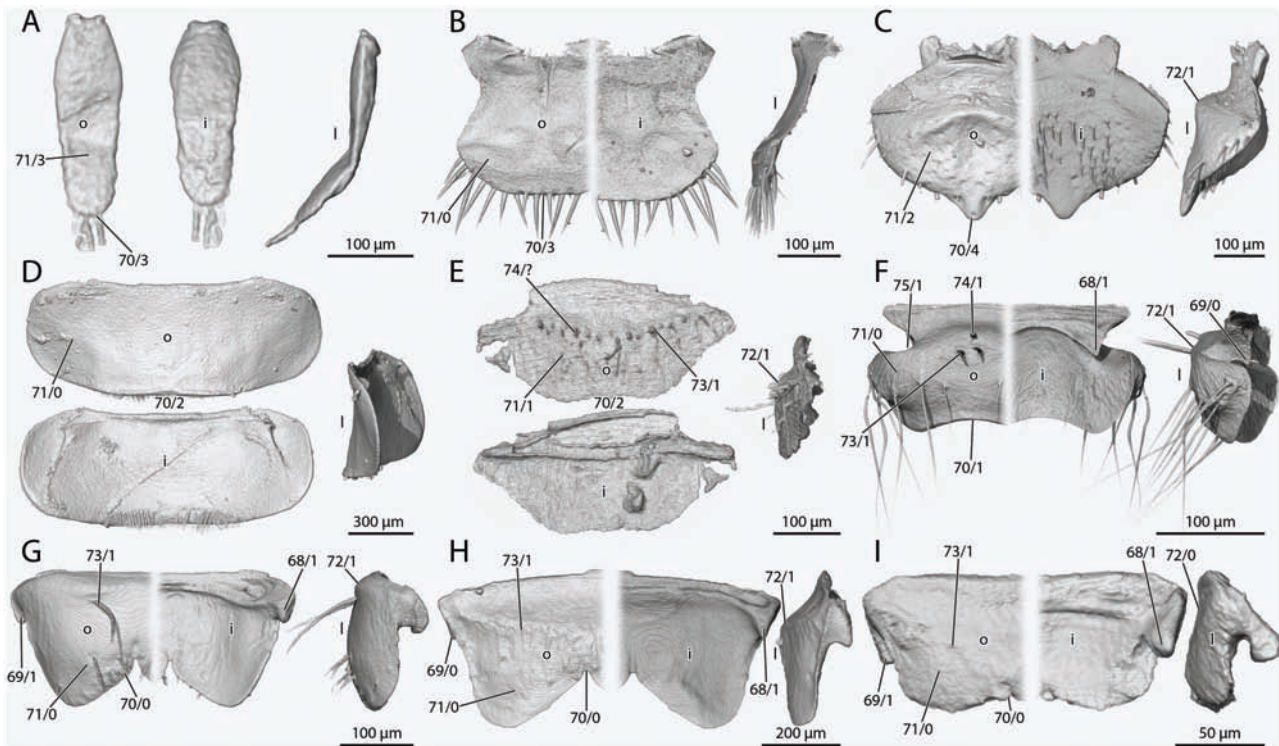 A
o
i
l
71/3
70/3
100 µm
B
o
i
l
71/0
70/3
100 µm
C
72/1
o
i
l
71/2
70/4
100 µm
D
o
71/0
70/2
i
l
300 µm
E
74/?
73/1
72/1
71/1
o
70/2
l
i
100 µm
F
75/1
74/1
68/1
72/1
69/0
71/0
o
i
l
73/1
70/1
100 µm
G
73/1
72/1
68/1
o
i
l
69/1
71/0
70/0
100 µm
H
73/1
72/1
o
i
l
69/0
68/1
71/0
70/0
200 µm
I
73/1
68/1
72/0
o
i
l
69/1
71/0
70/0
50 µm